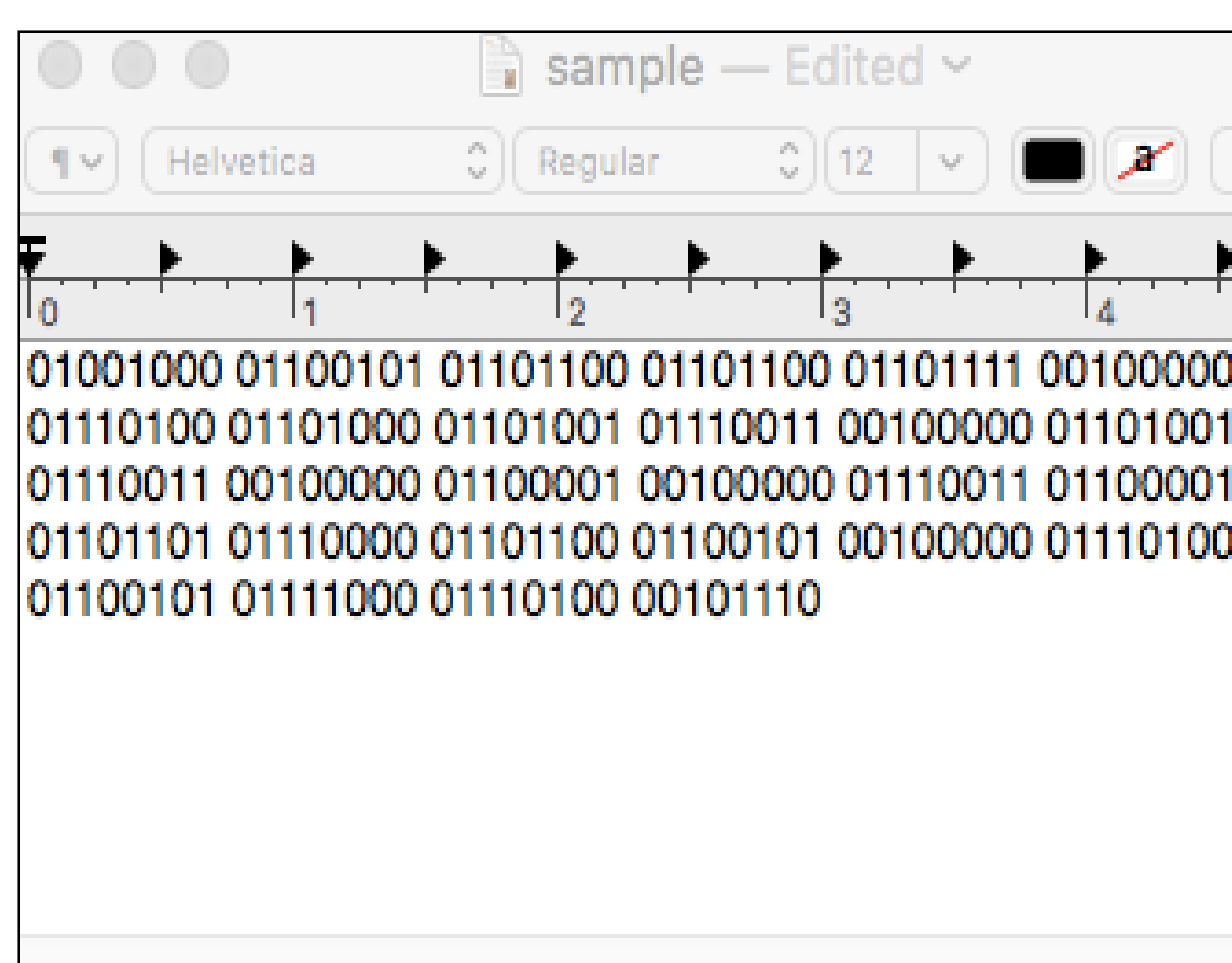 sample — Edited
¶ Helvetica Regular 12 a
0 1 2 3 4
01001000 01100101 01101100 01101100 01101111 00100000
01110100 01101000 01101001 01110011 00100000 01101001
01110011 00100000 01100001 00100000 01110011 01100001
01101101 01110000 01101100 01100101 00100000 01110100
01100101 01111000 01110100 00101110